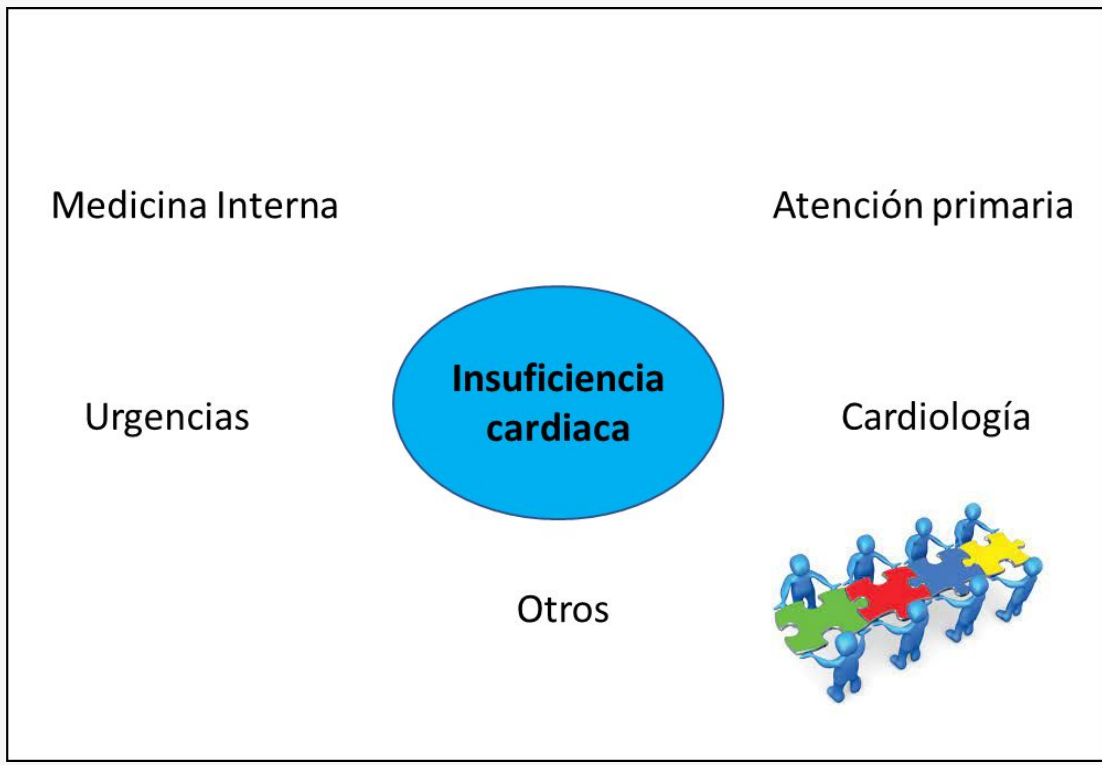 Medicina Interna
Atención primaria
Insuficiencia
cardiaca
Urgencias
Cardiología
Otros